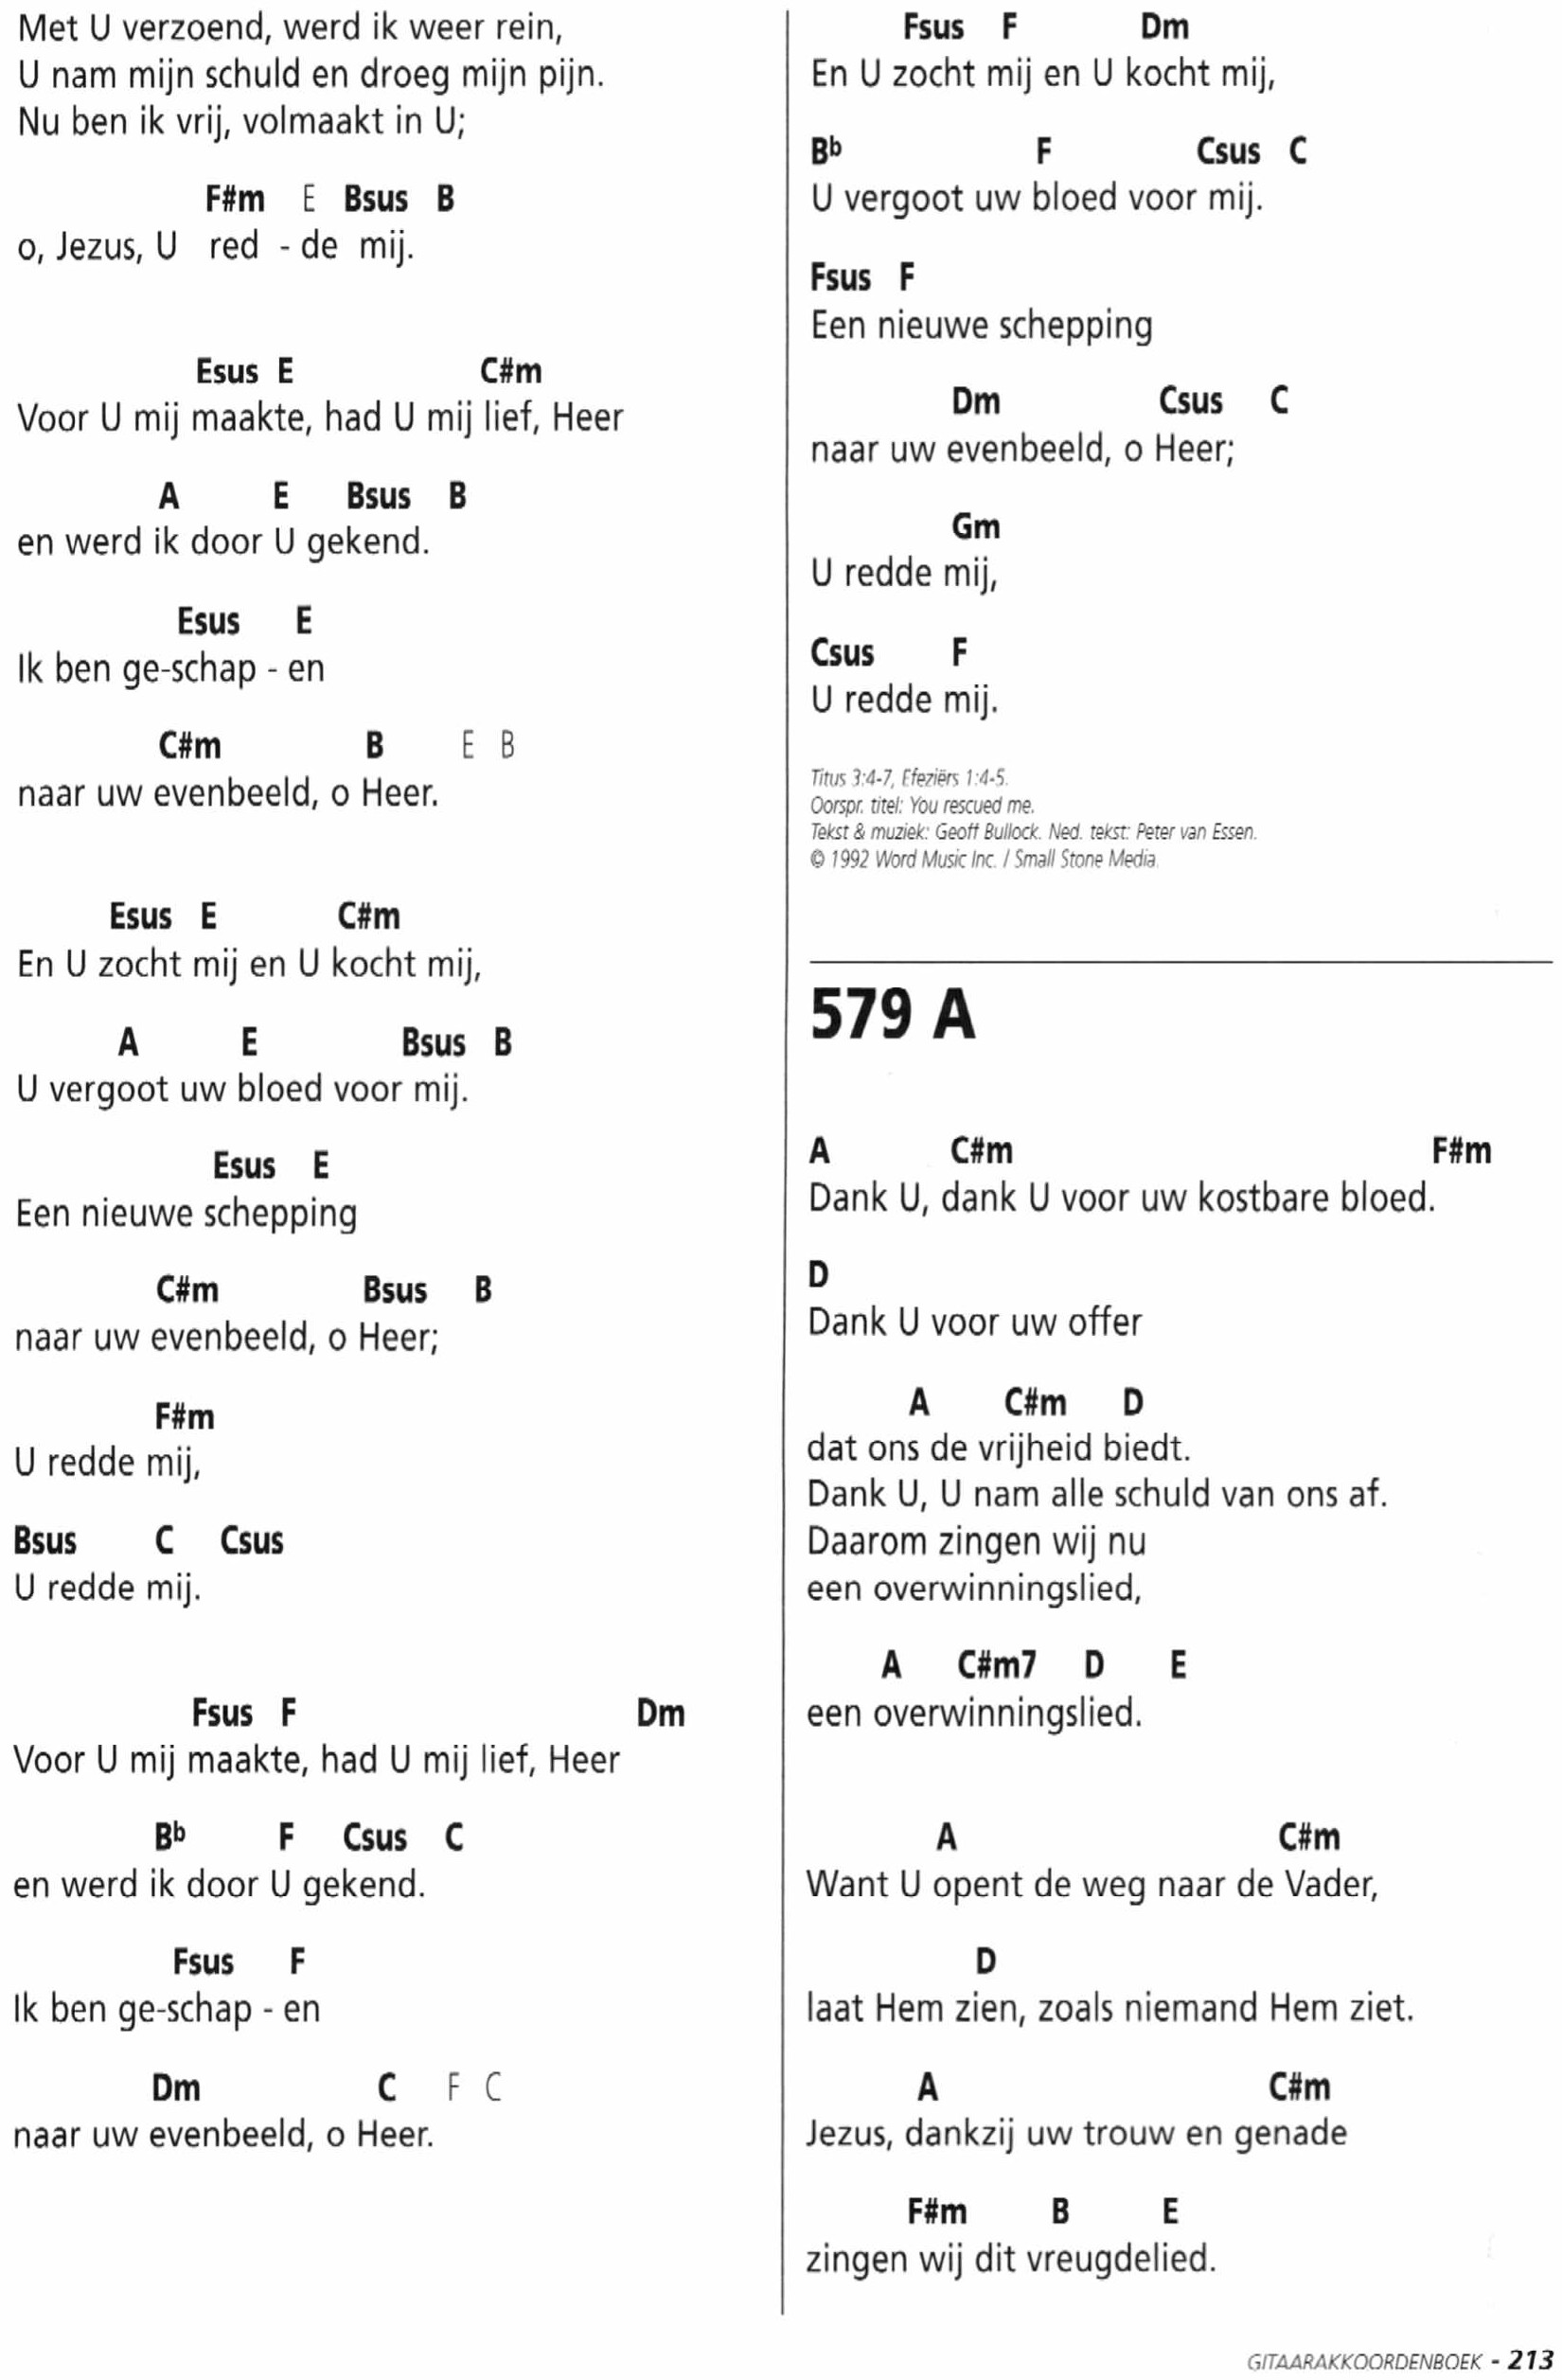 Met U verzoend, werd ik weer rein,
U nam mijn schuld en droeg mijn pijn.
Nu ben ik vrij, volmaakt in U;
F#m E Bsus B
o, Jezus, U red - de mij.
Esus E C#m
Voor U mij maakte, had U mij lief, Heer
A E Bsus B
en werd ik door U gekend.
Esus E
Ik ben ge-schap - en
C#m B E B
naar uw evenbeeld, o Heer.
Esus E C#m
En U zocht mij en U kocht mij,
A E Bsus B
U vergoot uw bloed voor mij.
Esus E
Een nieuwe schepping
C#m Bsus B
naar uw evenbeeld, o Heer;
F#m
U redde mij,
Bsus C Csus
U redde mij.
Fsus F Dm
Voor U mij maakte, had U mij lief, Heer
Bb F Csus C
en werd ik door U gekend.
Fsus F
Ik ben ge-schap - en
Dm C F C
naar uw evenbeeld, o Heer.
Fsus F Dm
En U zocht mij en U kocht mij,
Bb F Csus C
U vergoot uw bloed voor mij.
Fsus F
Een nieuwe schepping
Dm Csus C
naar uw evenbeeld, o Heer;
Gm
U redde mij,
Csus F
U redde mij.
Titus 3:4-7, Efeziërs 1:4-5.
Oorspr. titel: You rescued me.
Tekst & muziek: Geoff Bullock. Ned. tekst: Peter van Essen.
© 1992 Word Music Inc. / Small Stone Media.
579 A
A C#m F#m
Dank U, dank U voor uw kostbare bloed.
D
Dank U voor uw offer
A C#m D
dat ons de vrijheid biedt.
Dank U, U nam alle schuld van ons af.
Daarom zingen wij nu
een overwinningslied,
A C#m7 D E
een overwinningslied.
A C#m
Want U opent de weg naar de Vader,
D
laat Hem zien, zoals niemand Hem ziet.
A C#m
Jezus, dankzij uw trouw en genade
F#m B E
zingen wij dit vreugdelied.
GITAARAKKOORDENBOEK - 213